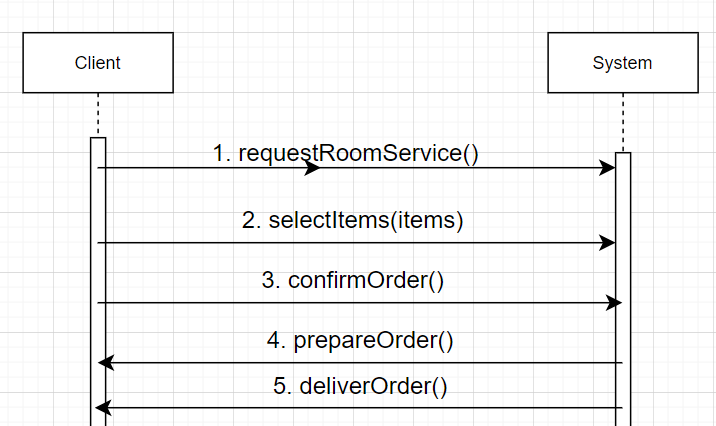 Client
System
1. requestRoomService()
2. selectItems(items)
3. confirmOrder()
4. prepareOrder()
5. deliverOrder()